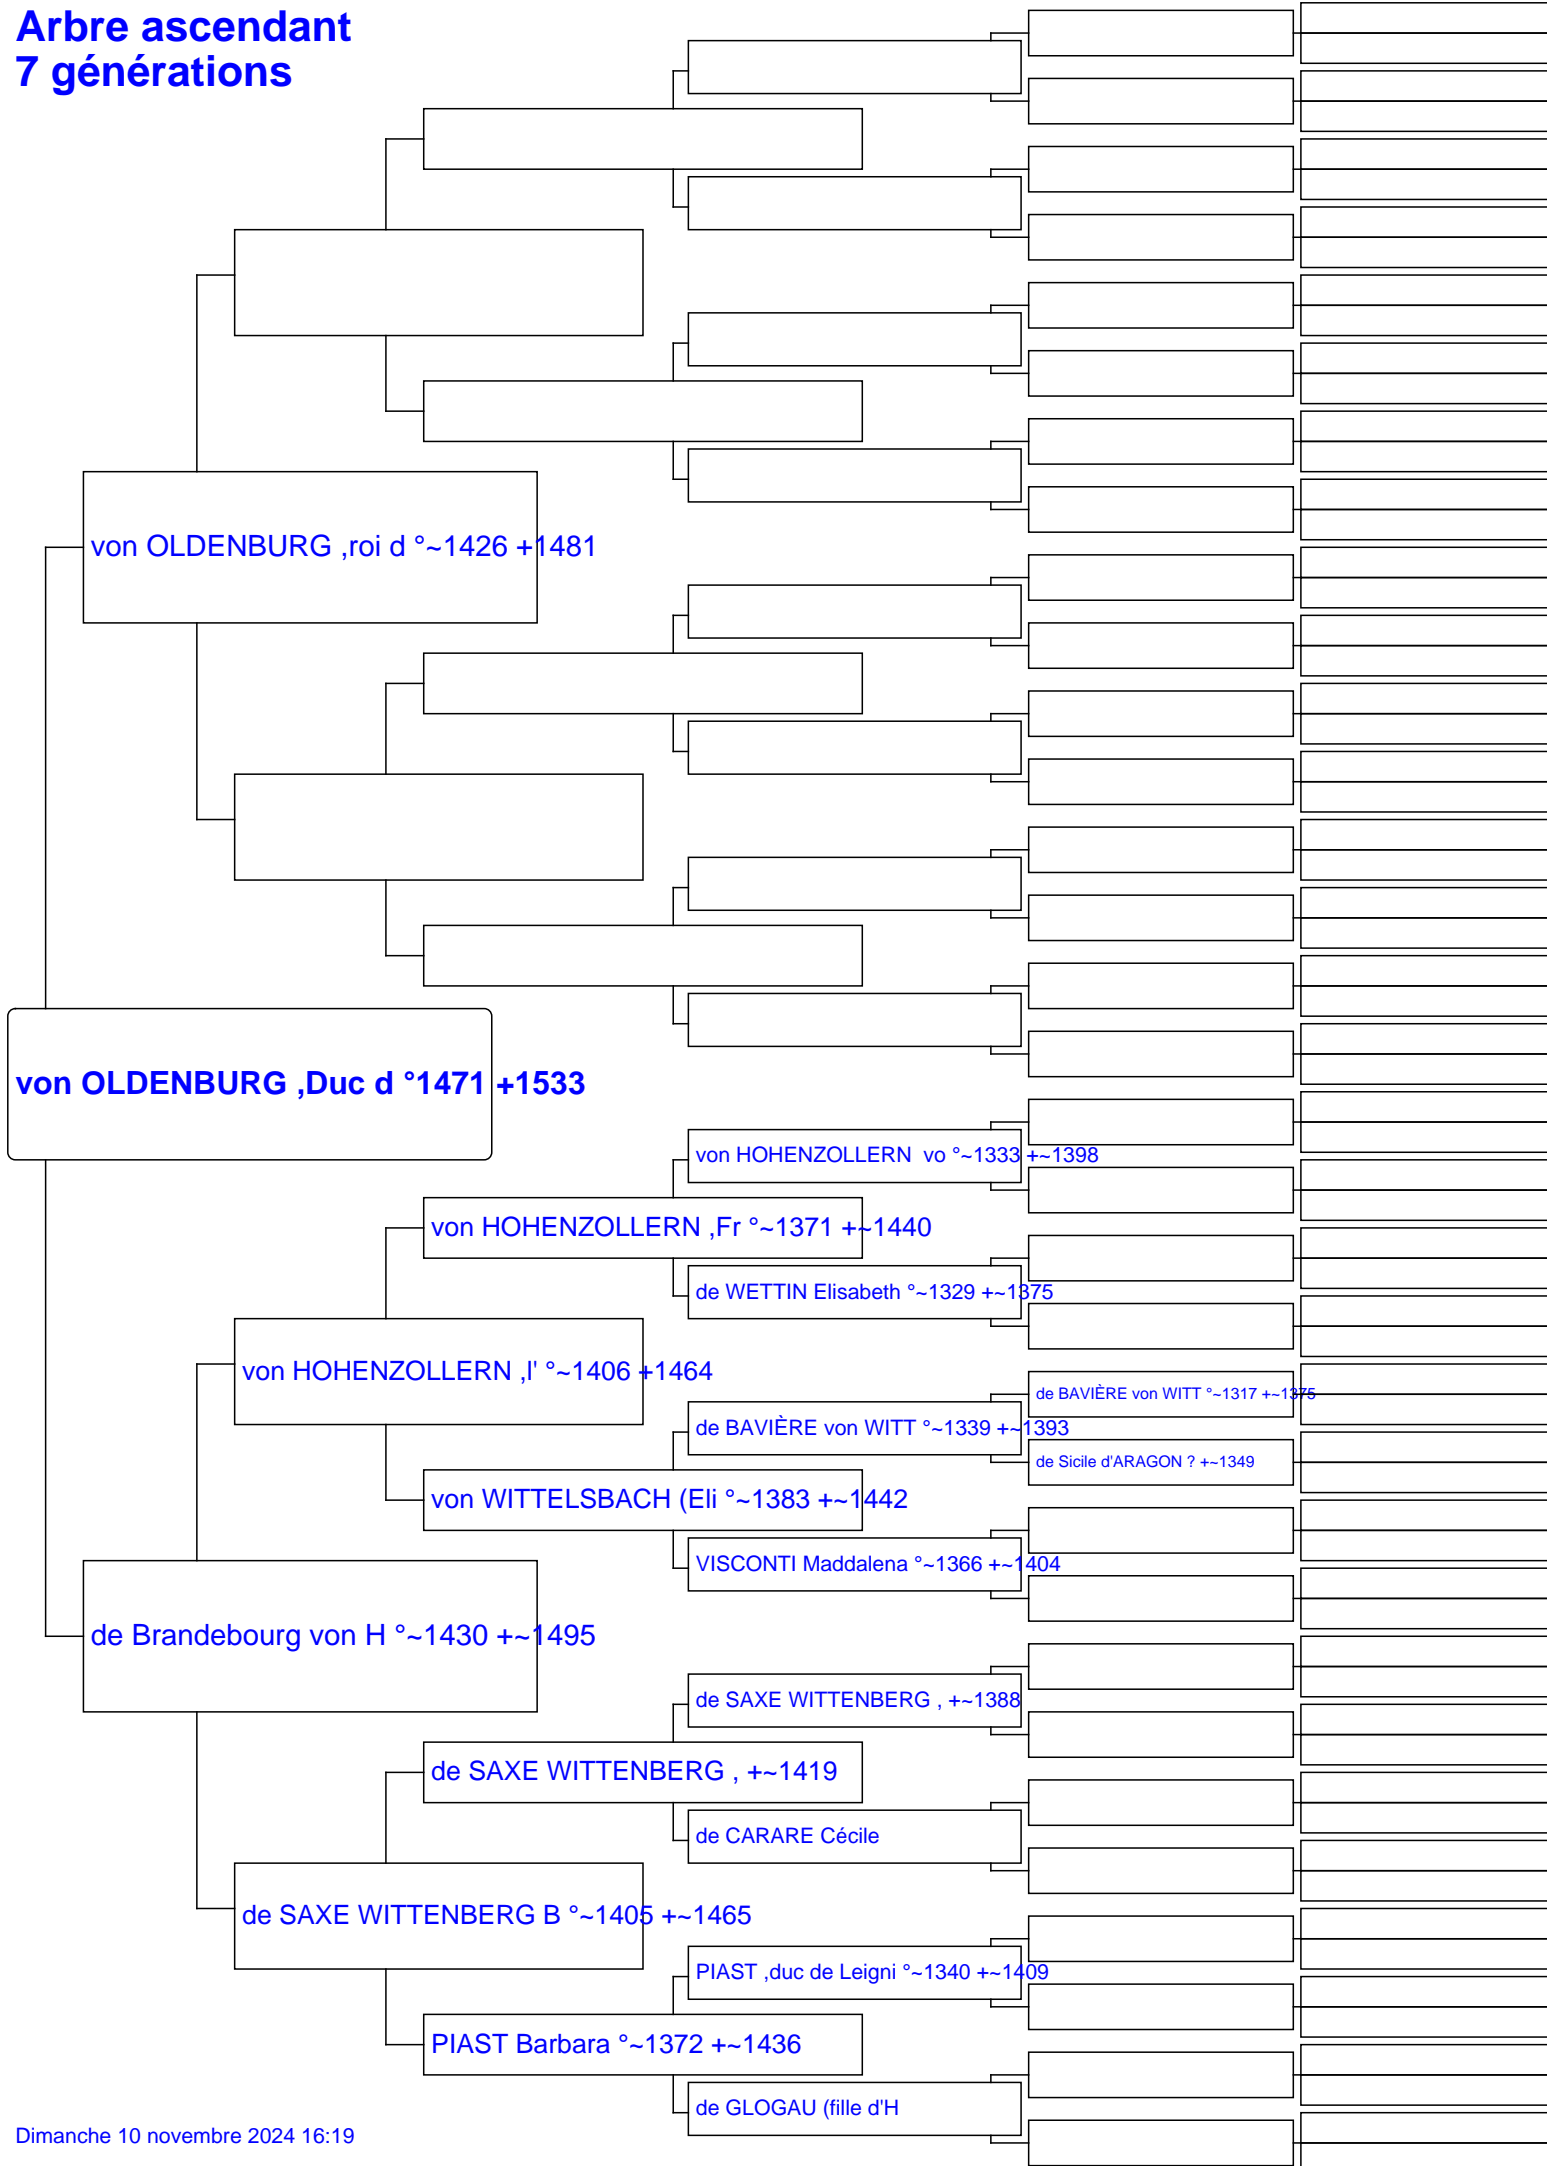 Arbre ascendant
7 générations
von OLDENBURG ,roi d °~1426 +1481
von OLDENBURG ,Duc d °1471 +1533
von HOHENZOLLERN  vo °~1333 +~1398
von HOHENZOLLERN ,Fr °~1371 +~1440
de WETTIN Elisabeth °~1329 +~1375
von HOHENZOLLERN ,l' °~1406 +1464
de BAVIÈRE von WITT °~1317 +~1375
de BAVIÈRE von WITT °~1339 +~1393
de Sicile d'ARAGON ? +~1349
von WITTELSBACH (Eli °~1383 +~1442
VISCONTI Maddalena °~1366 +~1404
de Brandebourg von H °~1430 +~1495
de SAXE WITTENBERG , +~1388
de SAXE WITTENBERG , +~1419
de CARARE Cécile
de SAXE WITTENBERG B °~1405 +~1465
PIAST ,duc de Leigni °~1340 +~1409
PIAST Barbara °~1372 +~1436
de GLOGAU (fille d'H
Dimanche 10 novembre 2024 16:19